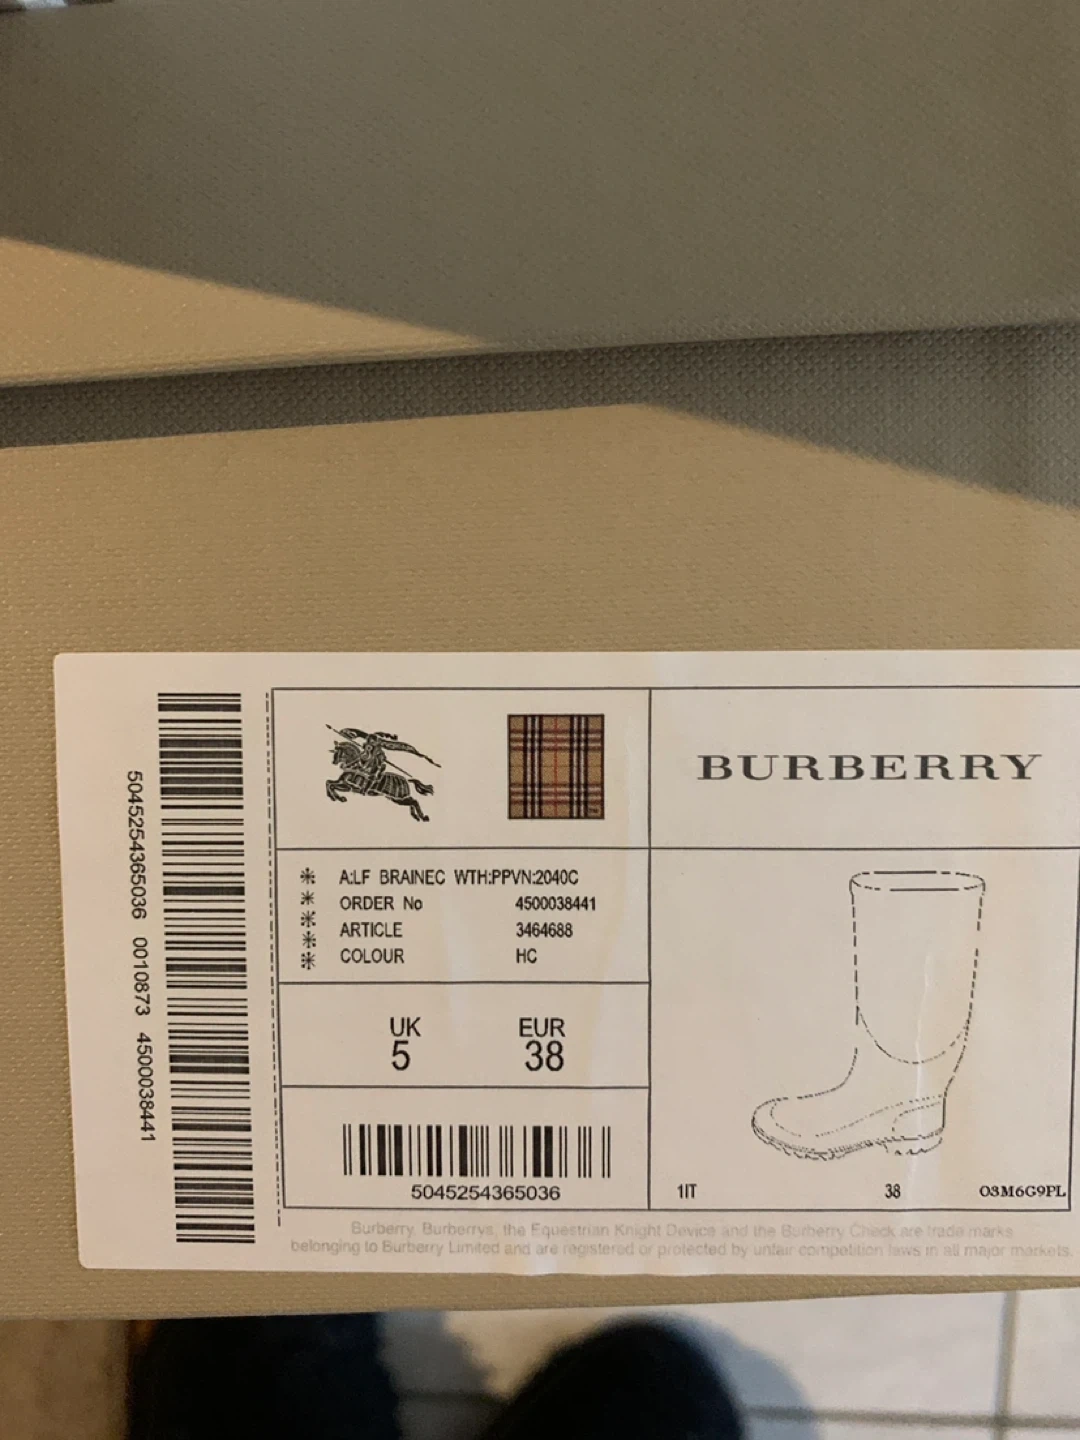 5045254365036 0010873 4500038441
BURBERRY
A:LF BRAINEC WTH:PPVN:2040C
ORDER No 4500038441
ARTICLE 3464688
COLOUR HC
UK EUR
5 38
5045254365036
1IT 38 O3M6G9PL
Burberry, Burberrys, the Equestrian Knight Device and the Burberry Check are trade marks
belonging to Burberry Limited and are registered or protected by unfair competition laws in all major markets.